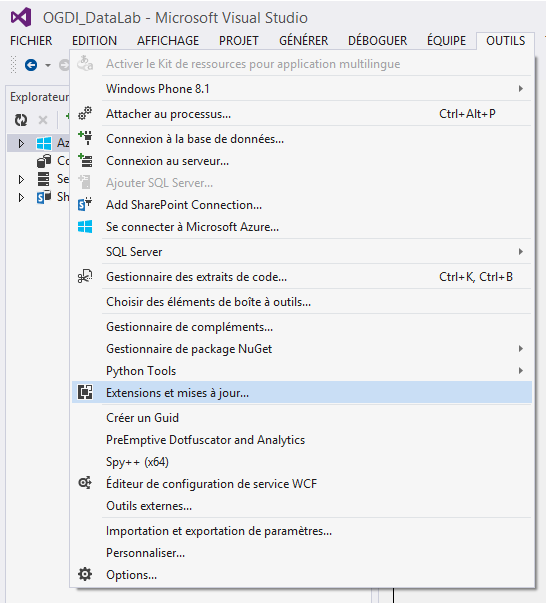 OGDI_DataLab - Microsoft Visual Studio
FICHIER EDITION AFFICHAGE PROJET GÉNÉRER DÉBOGUER ÉQUIPE OUTILS
Activer le Kit de ressources pour application multilingue
Explorateur
Windows Phone 8.1
Attacher au processus... Ctrl+Alt+P
Az
Connexion à la base de données...
Co
Connexion au serveur...
Se
Ajouter SQL Server...
Sh
Add SharePoint Connection...
Se connecter à Microsoft Azure...
SQL Server
Gestionnaire des extraits de code... Ctrl+K, Ctrl+B
Choisir des éléments de boîte à outils...
Gestionnaire de compléments...
Gestionnaire de package NuGet
Python Tools
Extensions et mises à jour...
Créer un Guid
PreEmptive Dotfuscator and Analytics
Spy++ (x64)
Éditeur de configuration de service WCF
Outils externes...
Importation et exportation de paramètres...
Personnaliser...
Options...